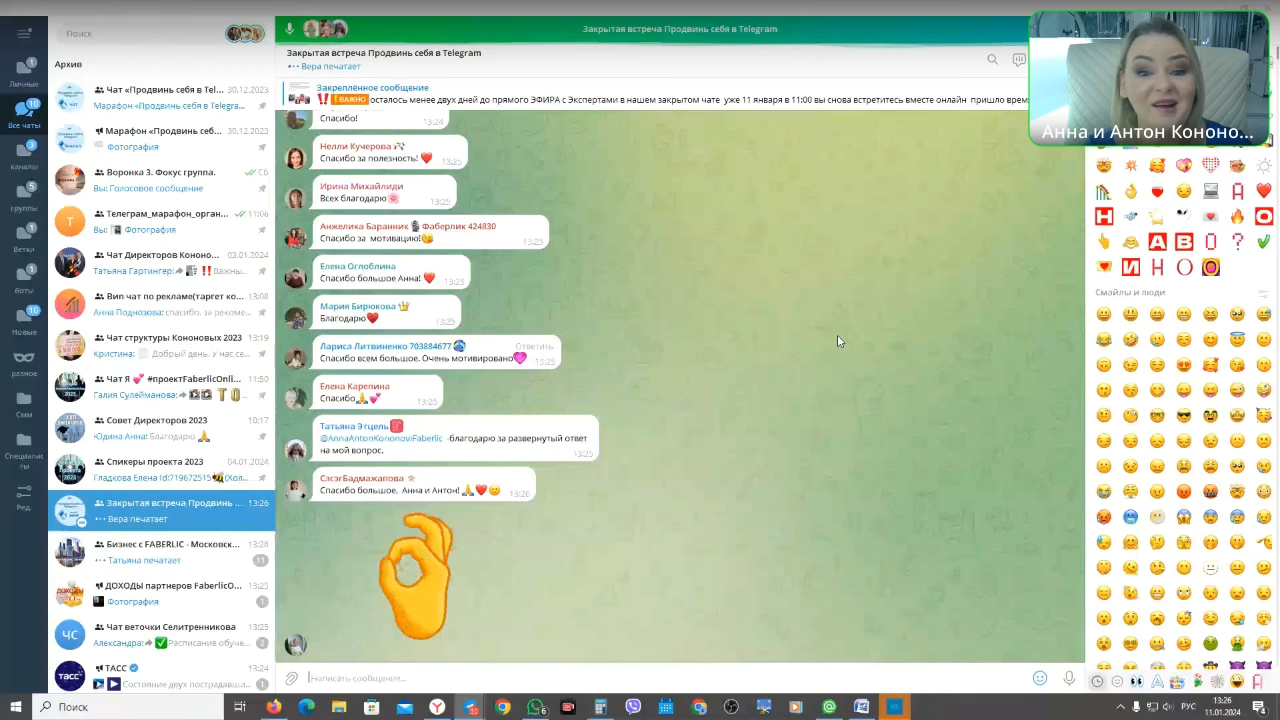 Поиск
Архив
Личные
Все чаты
каналы
группы
Ветки
боты
Новые
разное
Смм
Специалис...
ты
Ред.
Чат «Продвинь себя в Tel... 30.12.2023
Марафон «Продвинь себя в Telegra...
Марафон «Продвинь себ... 30.12.2023
Фотография
Воронка 3. Фокус группа. СБ
Вы: Голосовое сообщение
Телеграм_марафон_орган... 11:06
Вы: Фотография
Чат Директоров Кононо... 03.01.2024
Татьяна Гартингер: Важны...
Вип чат по рекламе(таргет ко... 13:08
Анна Поднозова: спасибо, за рекоме...
Чат структуры Кононовых 2023 13:19
Кристина: Добрый день. У нас се...
Чат Я #проектFaberlicOnli... 11:50
Галия Сулейманова:
Совет Директоров 2023 10:17
Юдина Анна: Благодарю
Спикеры проекта 2023 04.01.2024
Гладкова Елена Id:719672515 (Хол...
Закрытая встреча Продвинь ... 13:26
Вера печатает
Бизнес с FABERLIC - Московск... 13:26
Татьяна печатает 11
ДОХОДЫ партнеров FaberlicO... 13:25
Фотография 1
ЧС
Чат веточки Селитренникова 13:25
Александра: Расписание обуче... 2
ТАСС 13:24
Состояние двух пострадавши... 1
Закрытая встреча Продвинь себя в Telegram
Закрытая встреча Продвинь себя в Telegram
Вера печатает
Закреплённое сообщение
ВАЖНО осталось менее двух дней до прямого ЭФИРА с Экспертами в нашем закрытом чате уже 11 января в 11:00 вы снова встретитесь вместе онлайн пришло врем
Спасибо! 13:24
Нелли Кучерова
Спасибо за полезность! 13:25
Ирина Михайлиди
Всех благодарю 13:25
Анжелика Баранник Фаберлик 424830
Спасибо за мотивацию! 13:25
Елена Оглоблина
Спасибо большое Анна! 13:25
Мария Бирюкова
Благодарю 13:25
Лариса Литвиненко 703884677 Ответить
Спасибо всем большое. Очень мотивировано 13:25
Елена Карепина
Спасибо 13:25
Татьяна Этцель
@AnnaAntonKononoviFaberlic -благодарю за развернутый ответ
на мой вопрос. 13:25
СэсэгБадмажапова
Спасибо большое, Анна и Антон! 13:26
Написать сообщение...
Анна и Антон Кононо...
Смайлы и люди
Поиск
13:26
11.01.2024